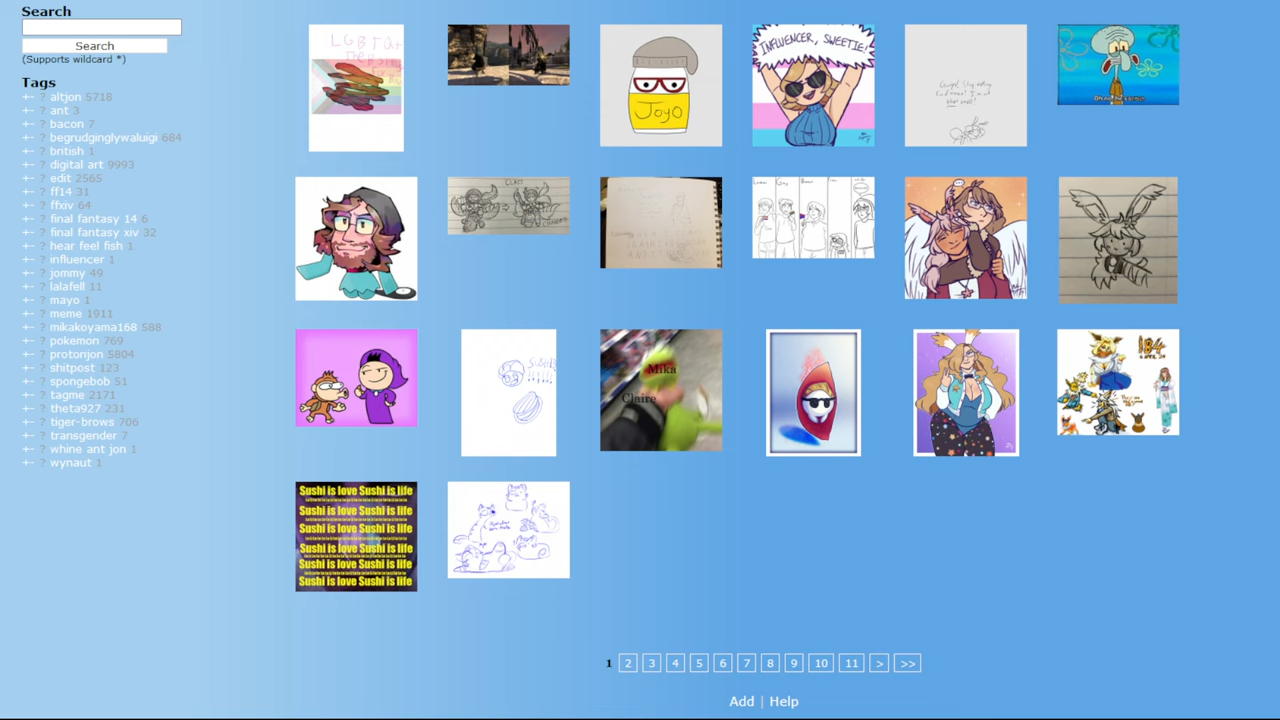 Search
Search
(Supports wildcard *)
Tags
+- ? altjon 5718
+- ? ant 3
+- ? bacon 7
+- ? begrudginglywaluigi 684
+- ? british 1
+- ? digital art 9993
+- ? edit 2565
+- ? ff14 31
+- ? ffxiv 64
+- ? final fantasy 14 6
+- ? final fantasy xiv 32
+- ? hear feel fish 1
+- ? influencer 1
+- ? jommy 49
+- ? lalafell 11
+- ? mayo 1
+- ? meme 1911
+- ? mikakoyama168 588
+- ? pokemon 769
+- ? protonjon 5804
+- ? shitpost 123
+- ? spongebob 51
+- ? tagme 2171
+- ? theta927 231
+- ? tiger-brows 706
+- ? transgender 7
+- ? whine ant jon 1
+- ? wynaut 1
Joyo
INFLUENCER, SWEETIE!
Mika
Claire
Sushi is love Sushi is life
Sushi is love Sushi is life
Sushi is love Sushi is life
Sushi is love Sushi is life
Sushi is love Sushi is life
Sushi is love Sushi is life
1 2 3 4 5 6 7 8 9 10 11 > >>
Add | Help